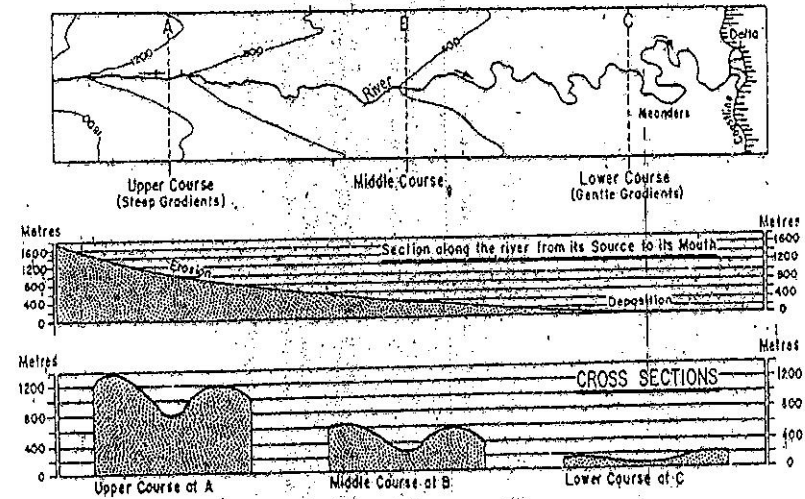 A
B
C
1200
800
400
1800
River
Delta
Meanders
Coastline
Upper Course
(Steep Gradients)
Middle Course
Lower Course
(Gentle Gradients)
Metres
Metres
1600
1200
800
400
0
1600
1200
800
400
0
Section along the river from its Source to its Mouth
Erosion
Deposition
Metres
Metres
1200
800
400
0
1200
800
400
0
CROSS SECTIONS
Upper Course at A
Middle Course at B
Lower Course at C